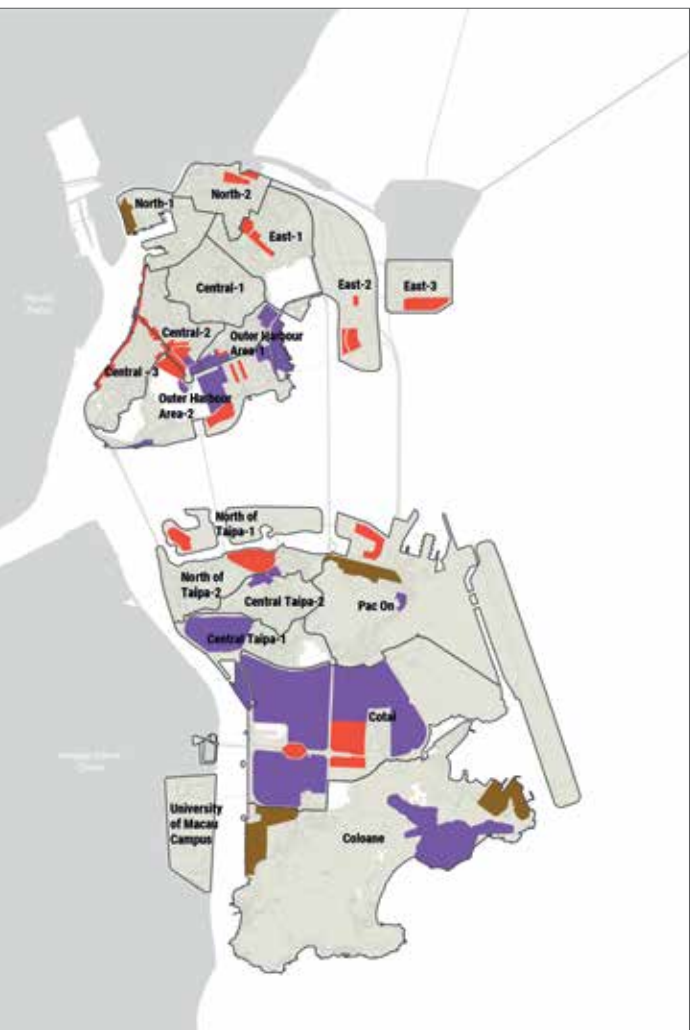 North-1
North-2
East-1
Central-1
East-2
East-3
Central-2
Outer Harbour
Area-1
Central - 3
Outer Harbour
Area-2
North of
Taipa-1
North of
Taipa-2
Central Taipa-2
Pac On
Central Taipa-1
Cotai
University
of Macau
Campus
Coloane